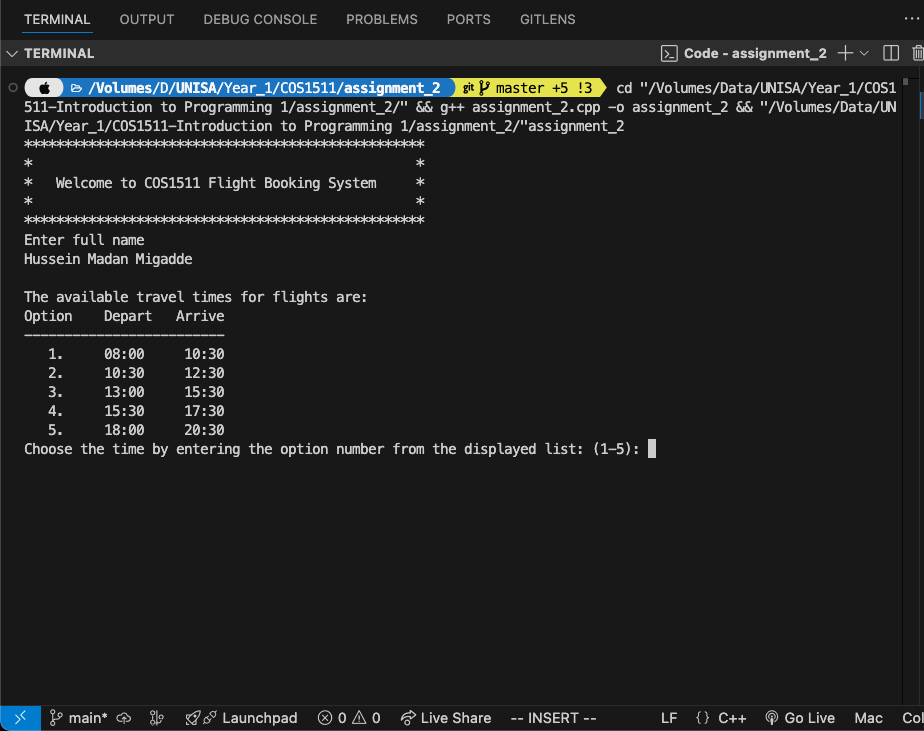 TERMINAL OUTPUT DEBUG CONSOLE PROBLEMS PORTS GITLENS ...
TERMINAL Code - assignment_2
/Volumes/D/UNISA/Year_1/COS1511/assignment_2 git master +5 !3 cd "/Volumes/Data/UNISA/Year_1/COS1
511-Introduction to Programming 1/assignment_2/" && g++ assignment_2.cpp -o assignment_2 && "/Volumes/Data/UN
ISA/Year_1/COS1511-Introduction to Programming 1/assignment_2/"assignment_2
**************************************************
* *
* Welcome to COS1511 Flight Booking System *
* *
**************************************************
Enter full name
Hussein Madan Migadde
The available travel times for flights are:
Option Depart Arrive
-------------------------
1. 08:00 10:30
2. 10:30 12:30
3. 13:00 15:30
4. 15:30 17:30
5. 18:00 20:30
Choose the time by entering the option number from the displayed list: (1-5):
main* Launchpad 0 0 Live Share -- INSERT -- LF {} C++ Go Live Mac Col